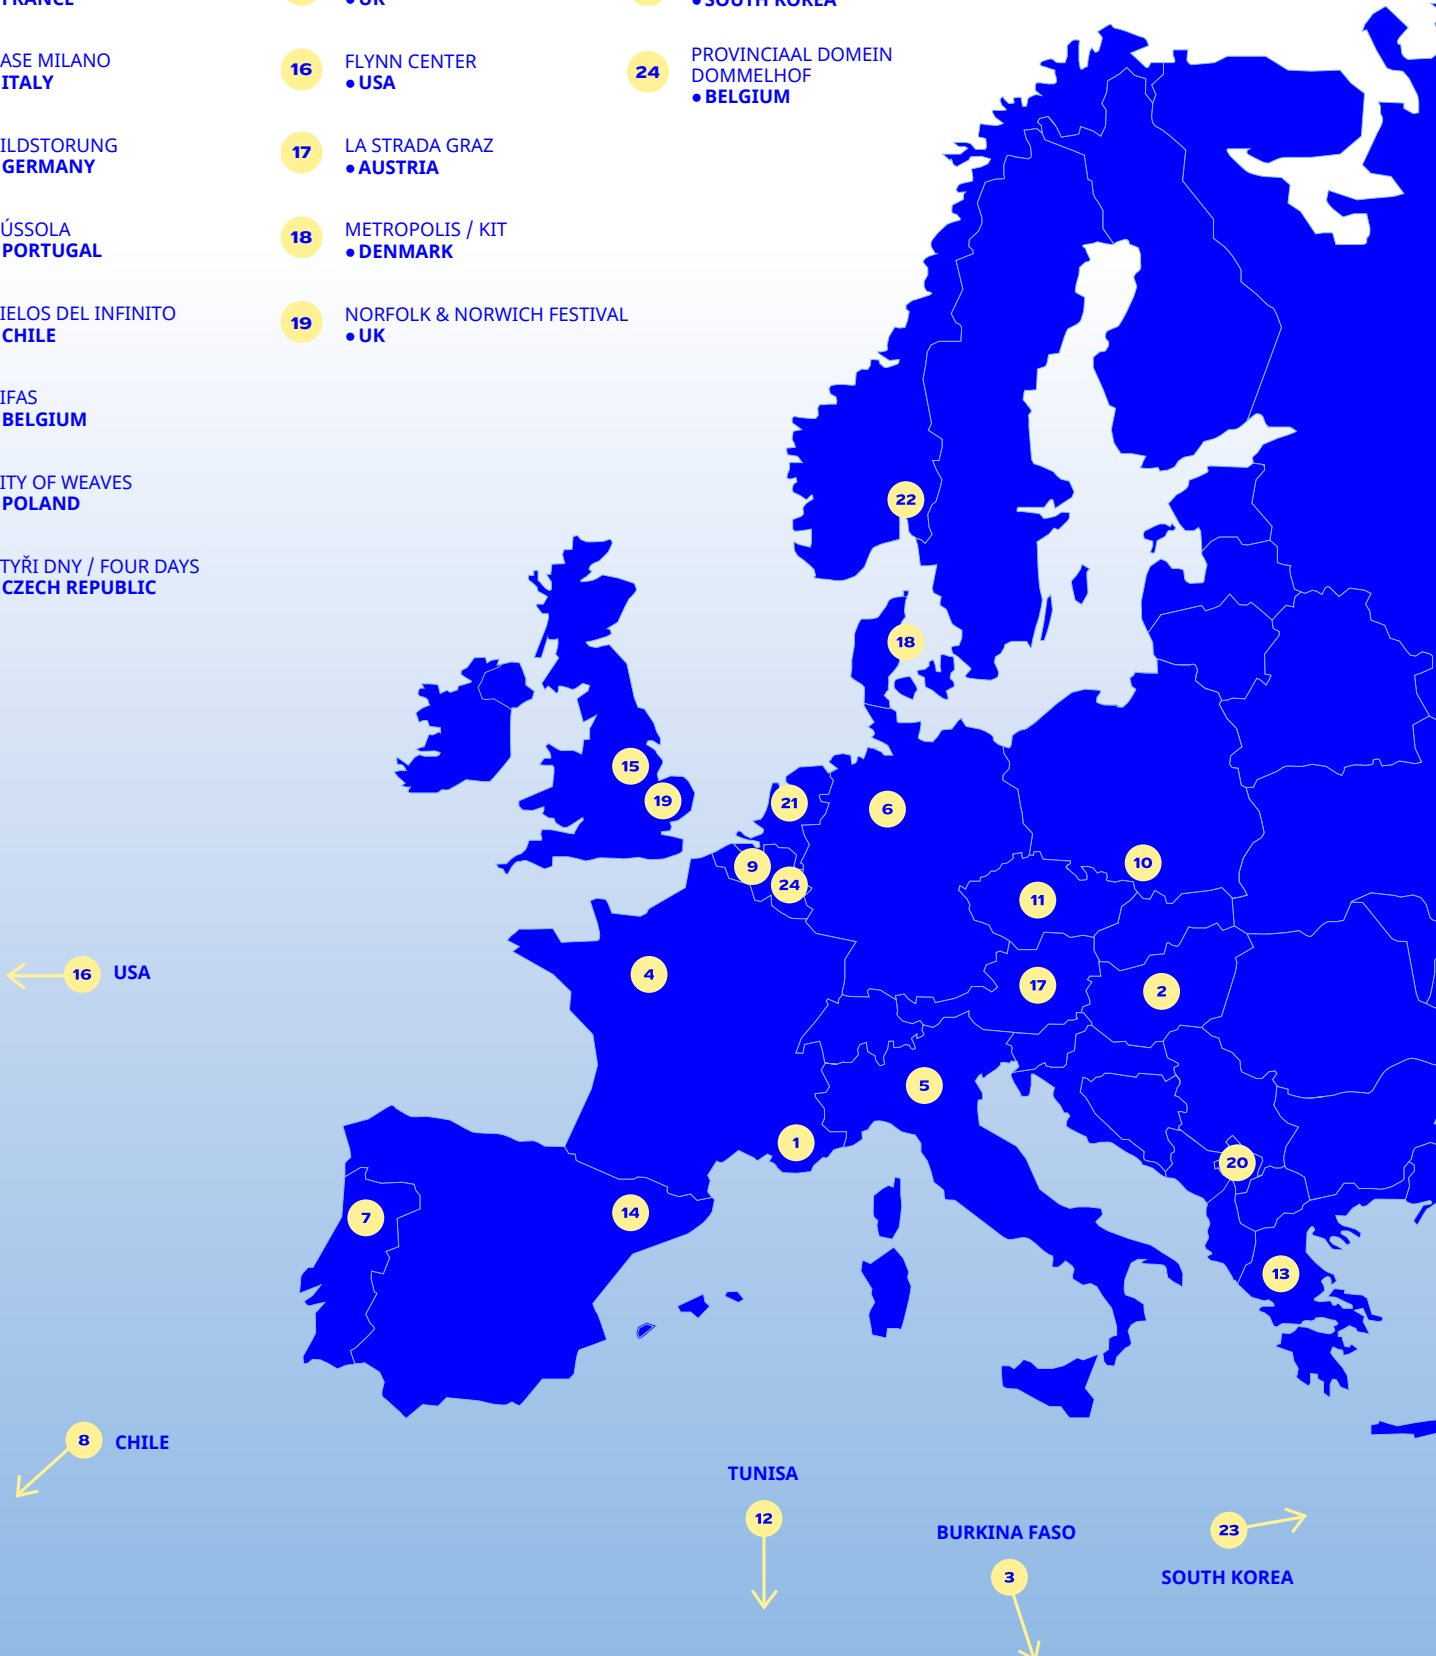 FRANCE
ASE MILANO
ITALY
ILDSTORUNG
GERMANY
ÚSSOLA
PORTUGAL
IELOS DEL INFINITO
CHILE
IFAS
BELGIUM
ITY OF WEAVES
POLAND
TYŘI DNY / FOUR DAYS
CZECH REPUBLIC
● UK
16 FLYNN CENTER
● USA
17 LA STRADA GRAZ
● AUSTRIA
18 METROPOLIS / KIT
● DENMARK
19 NORFOLK & NORWICH FESTIVAL
● UK
● SOUTH KOREA
24 PROVINCIAAL DOMEIN
DOMMELHOF
● BELGIUM
22
18
15
19
21
6
9
24
10
11
4
17
2
5
1
20
7
14
13
16 USA
8 CHILE
TUNISA
12
BURKINA FASO
3
23
SOUTH KOREA